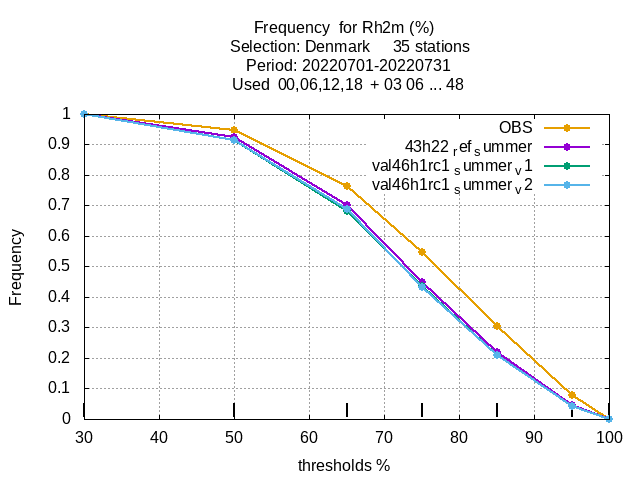 Frequency for Rh2m (%)
Selection: Denmark 35 stations
Period: 20220701-20220731
Used 00,06,12,18 + 03 06 ... 48
OBS
43h22 ref summer
val46h1rc1 summer v1
val46h1rc1 summer v2
1
0.9
0.8
0.7
0.6
0.5
0.4
0.3
0.2
0.1
0
Frequency
30 40 50 60 70 80 90 100
thresholds %